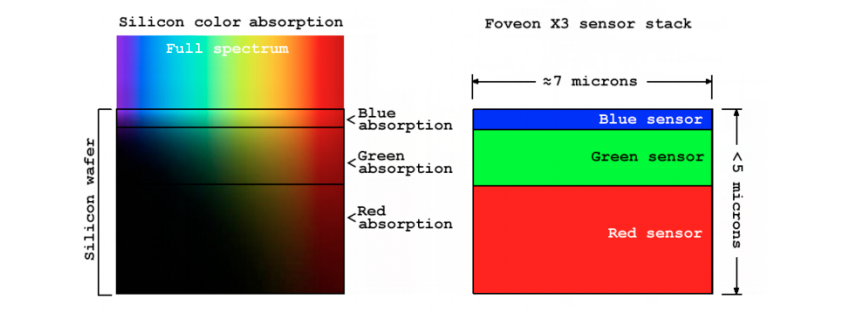 Silicon color absorption
Full spectrum
Silicon wafer
<Blue
absorption
<Green
absorption
<Red
absorption
Foveon X3 sensor stack
≈7 microns
Blue sensor
Green sensor
Red sensor
<5 microns